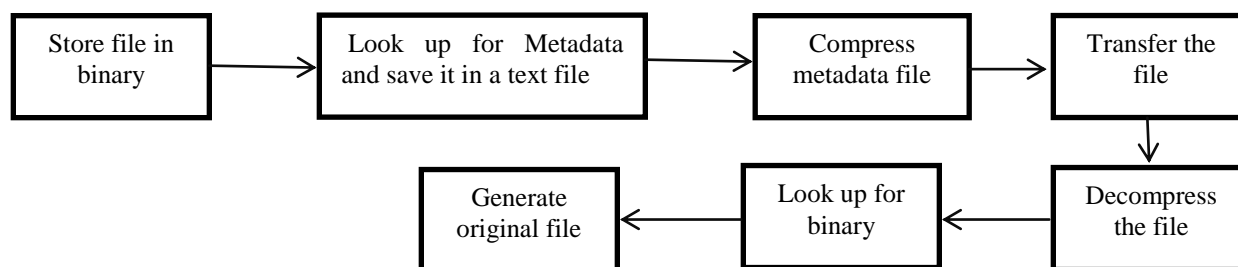 Store file in
binary
Look up for Metadata
and save it in a text file
Compress
metadata file
Transfer the
file
Decompress
the file
Look up for
binary
Generate
original file